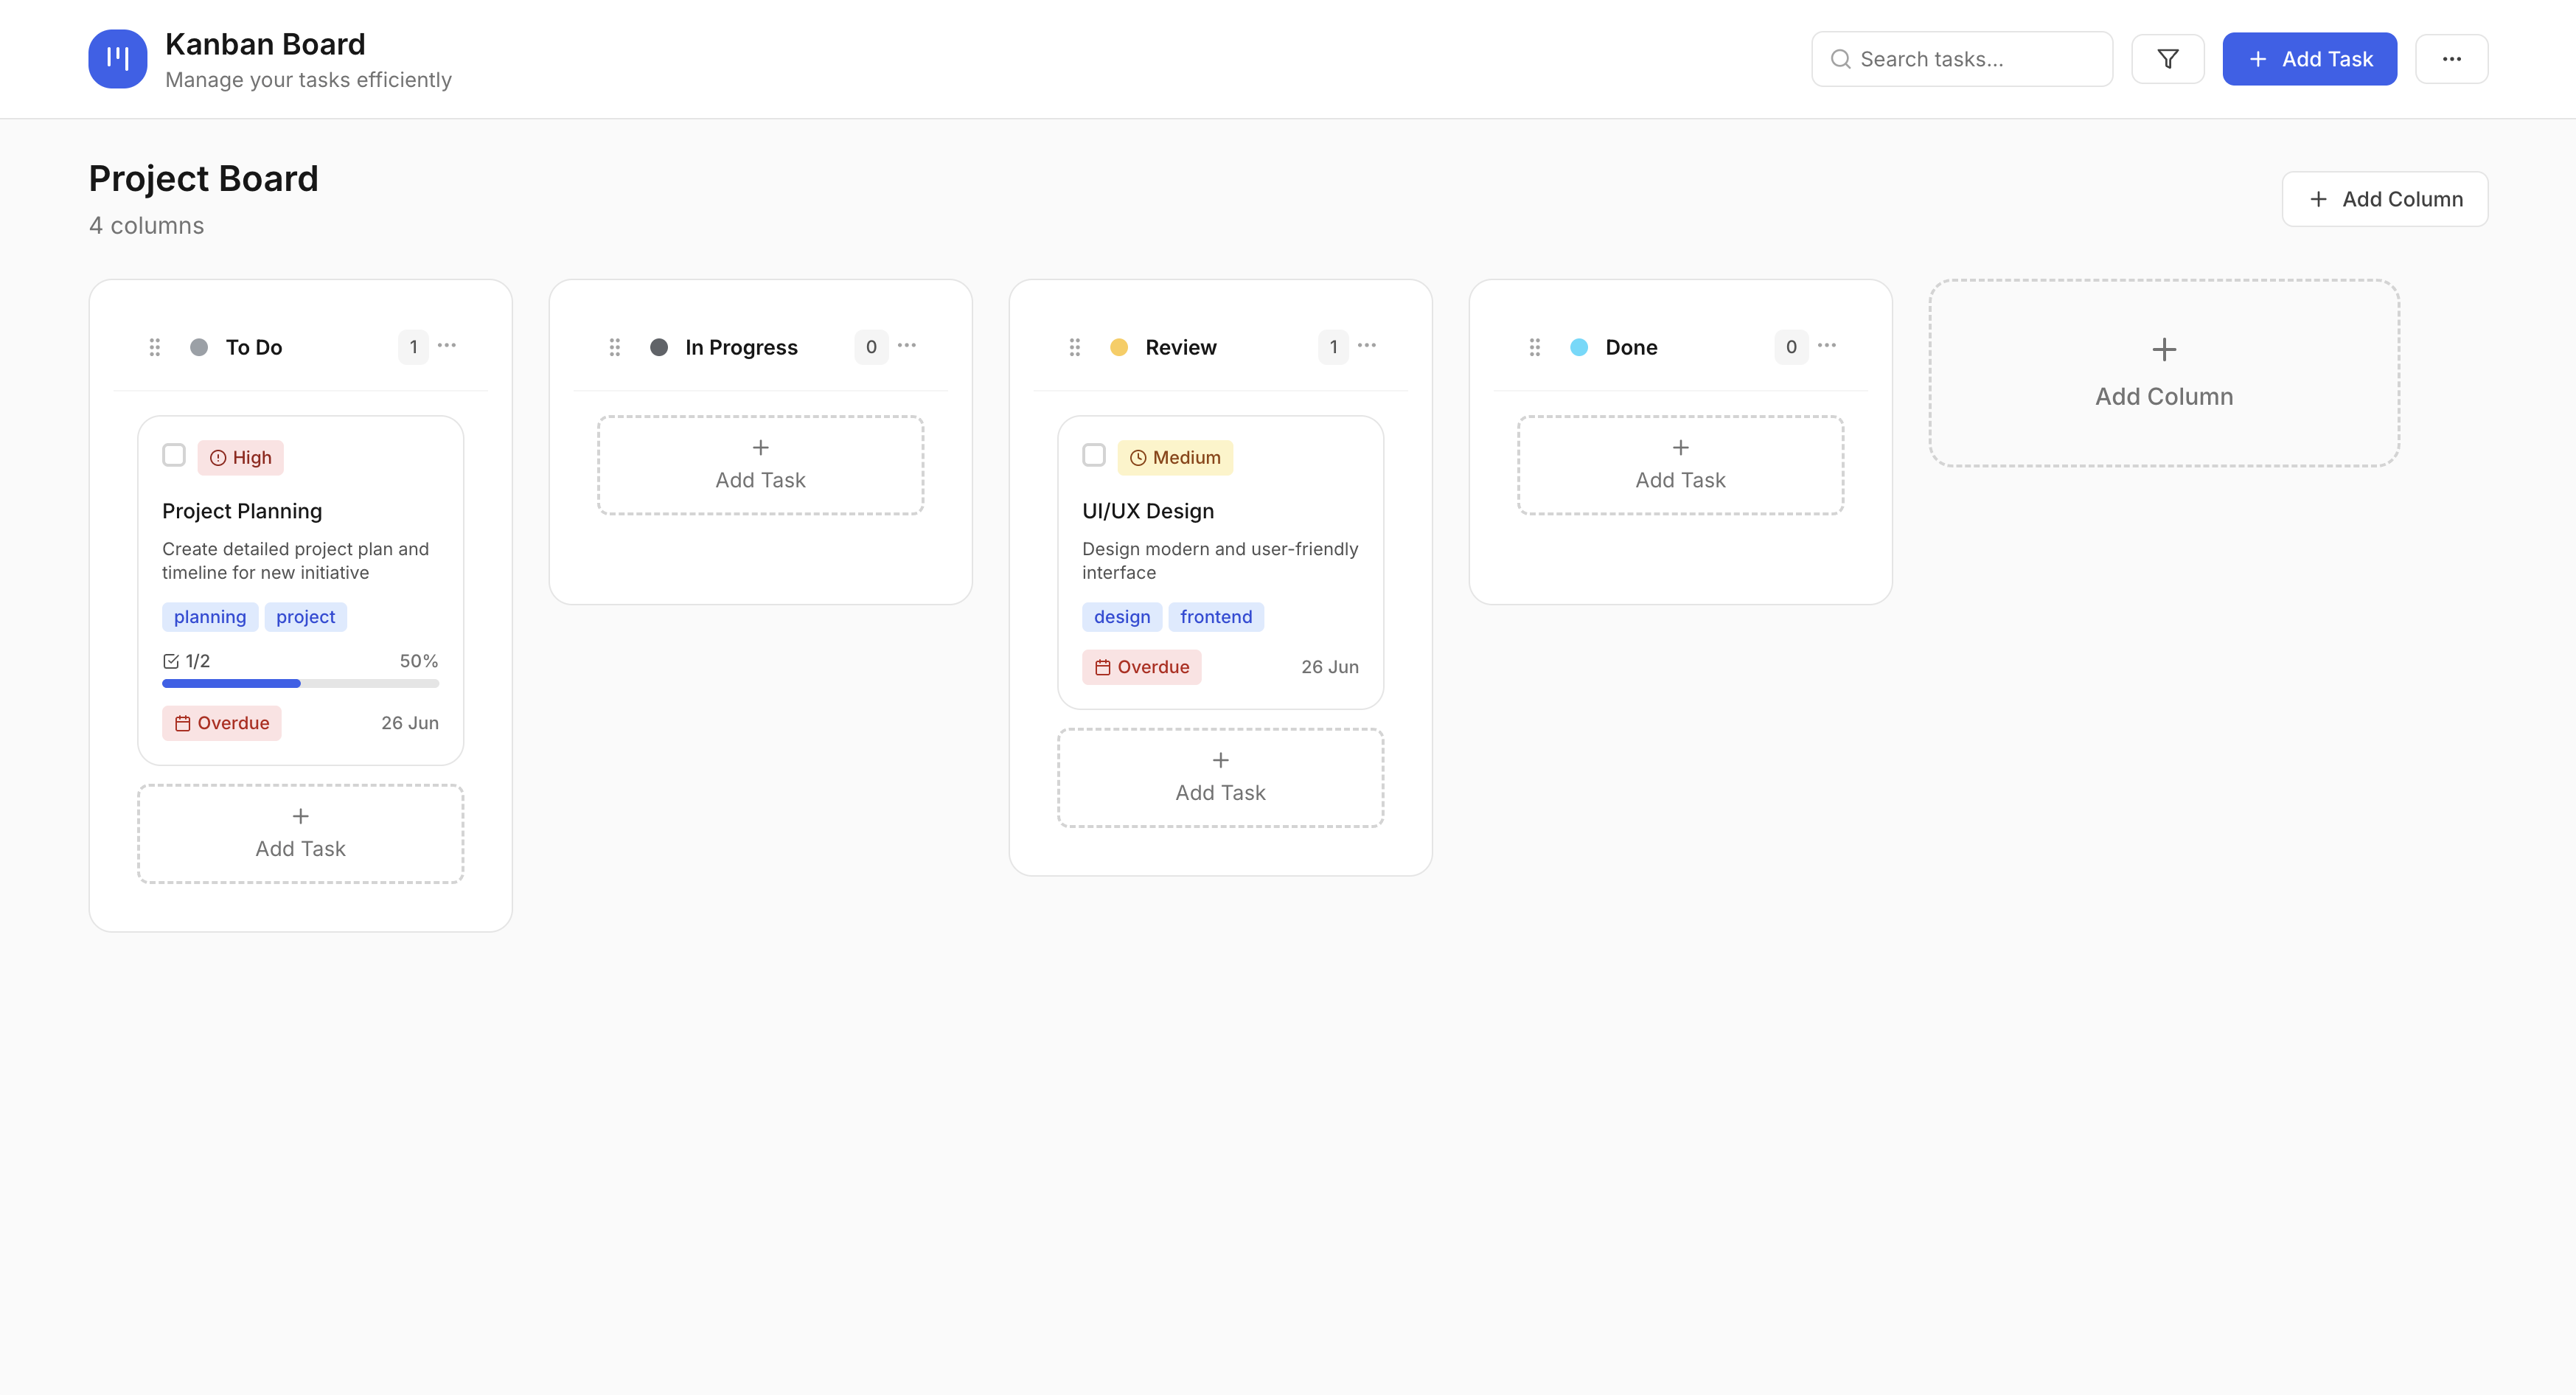 Kanban Board
Manage your tasks efficiently
Search tasks...
Add Task
Project Board
4 columns
Add Column
To Do
1
High
Project Planning
Create detailed project plan and
timeline for new initiative
planning
project
1/2
50%
Overdue
26 Jun
Add Task
In Progress
0
Add Task
Review
1
Medium
UI/UX Design
Design modern and user-friendly
interface
design
frontend
Overdue
26 Jun
Add Task
Done
0
Add Task
Add Column